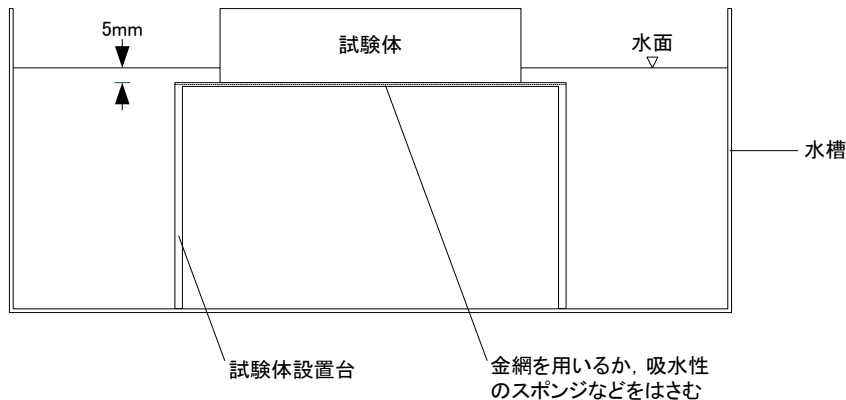 5mm
試験体
水面
水槽
試験体設置台
金網を用いるか，吸水性
のスポンジなどをはさむ